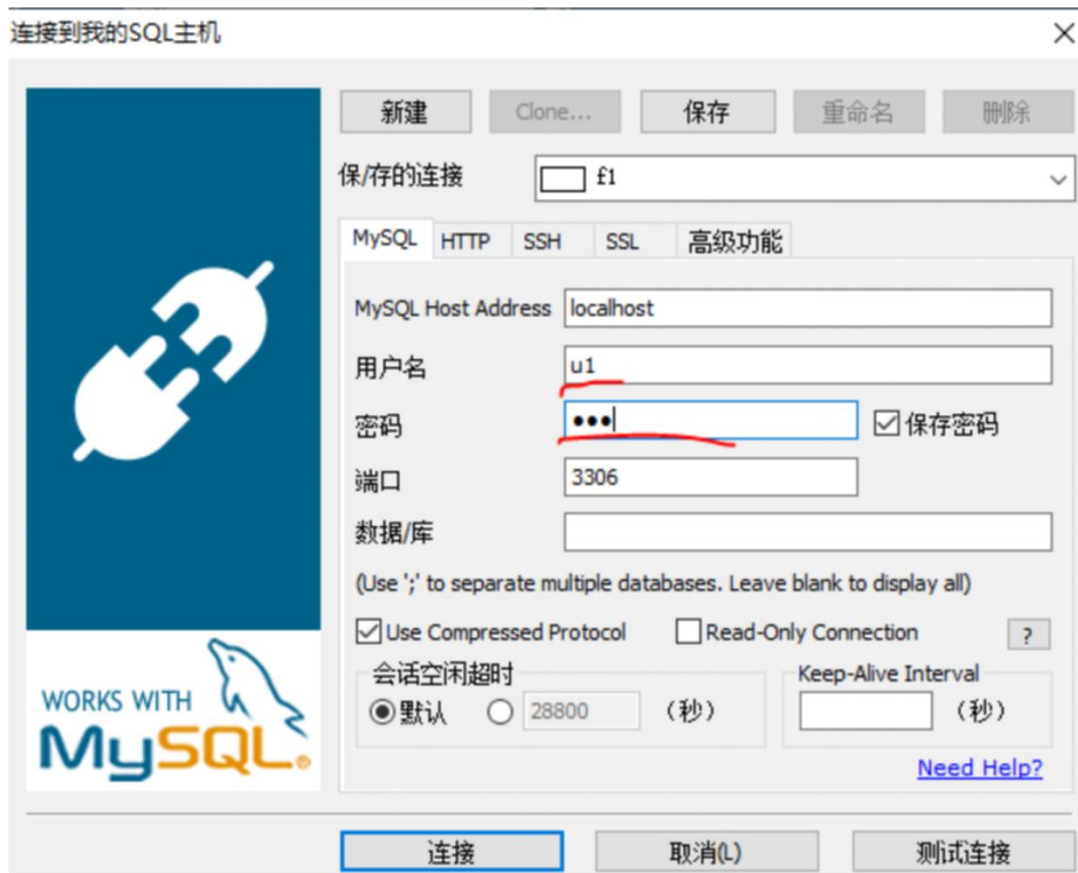 连接到我的SQL主机
新建 Clone... 保存 重命名 删除
保/存的连接 f1
MySQL HTTP SSH SSL 高级功能
MySQL Host Address localhost
用户名 u1
密码 ●●● 保存密码
端口 3306
数据/库
(Use ';' to separate multiple databases. Leave blank to display all)
Use Compressed Protocol Read-Only Connection ?
会话空闲超时 Keep-Alive Interval
默认 28800 (秒) (秒)
Need Help?
WORKS WITH
MySQL®
连接 取消(L) 测试连接